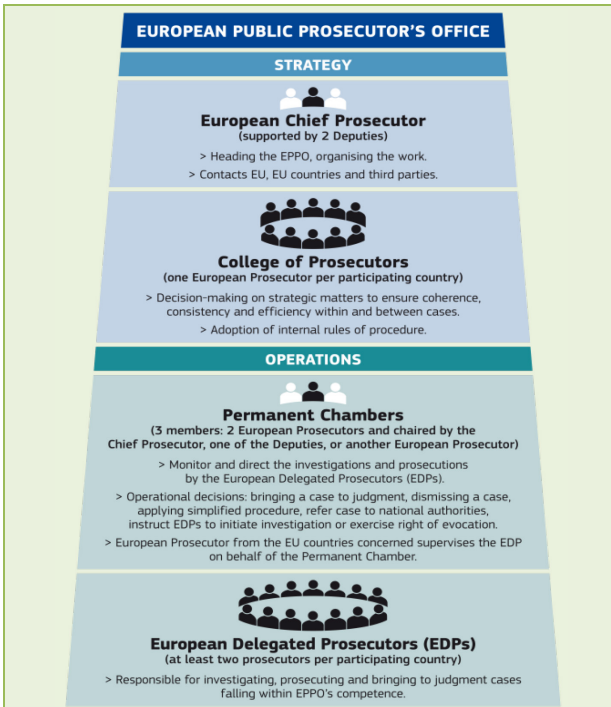 EUROPEAN PUBLIC PROSECUTOR'S OFFICE
STRATEGY
European Chief Prosecutor
(supported by 2 Deputies)
> Heading the EPPO, organising the work.
> Contacts EU, EU countries and third parties.
College of Prosecutors
(one European Prosecutor per participating country)
> Decision-making on strategic matters to ensure coherence,
consistency and efficiency within and between cases.
> Adoption of internal rules of procedure.
OPERATIONS
Permanent Chambers
(3 members: 2 European Prosecutors and chaired by the
Chief Prosecutor, one of the Deputies, or another European Prosecutor)
> Monitor and direct the investigations and prosecutions
by the European Delegated Prosecutors (EDPs).
> Operational decisions: bringing a case to judgment, dismissing a case,
applying simplified procedure, refer case to national authorities,
instruct EDPs to initiate investigation or exercise right of evocation.
> European Prosecutor from the EU countries concerned supervises the EDP
on behalf of the Permanent Chamber.
European Delegated Prosecutors (EDPs)
(at least two prosecutors per participating country)
> Responsible for investigating, prosecuting and bringing to judgment cases
falling within EPPO's competence.